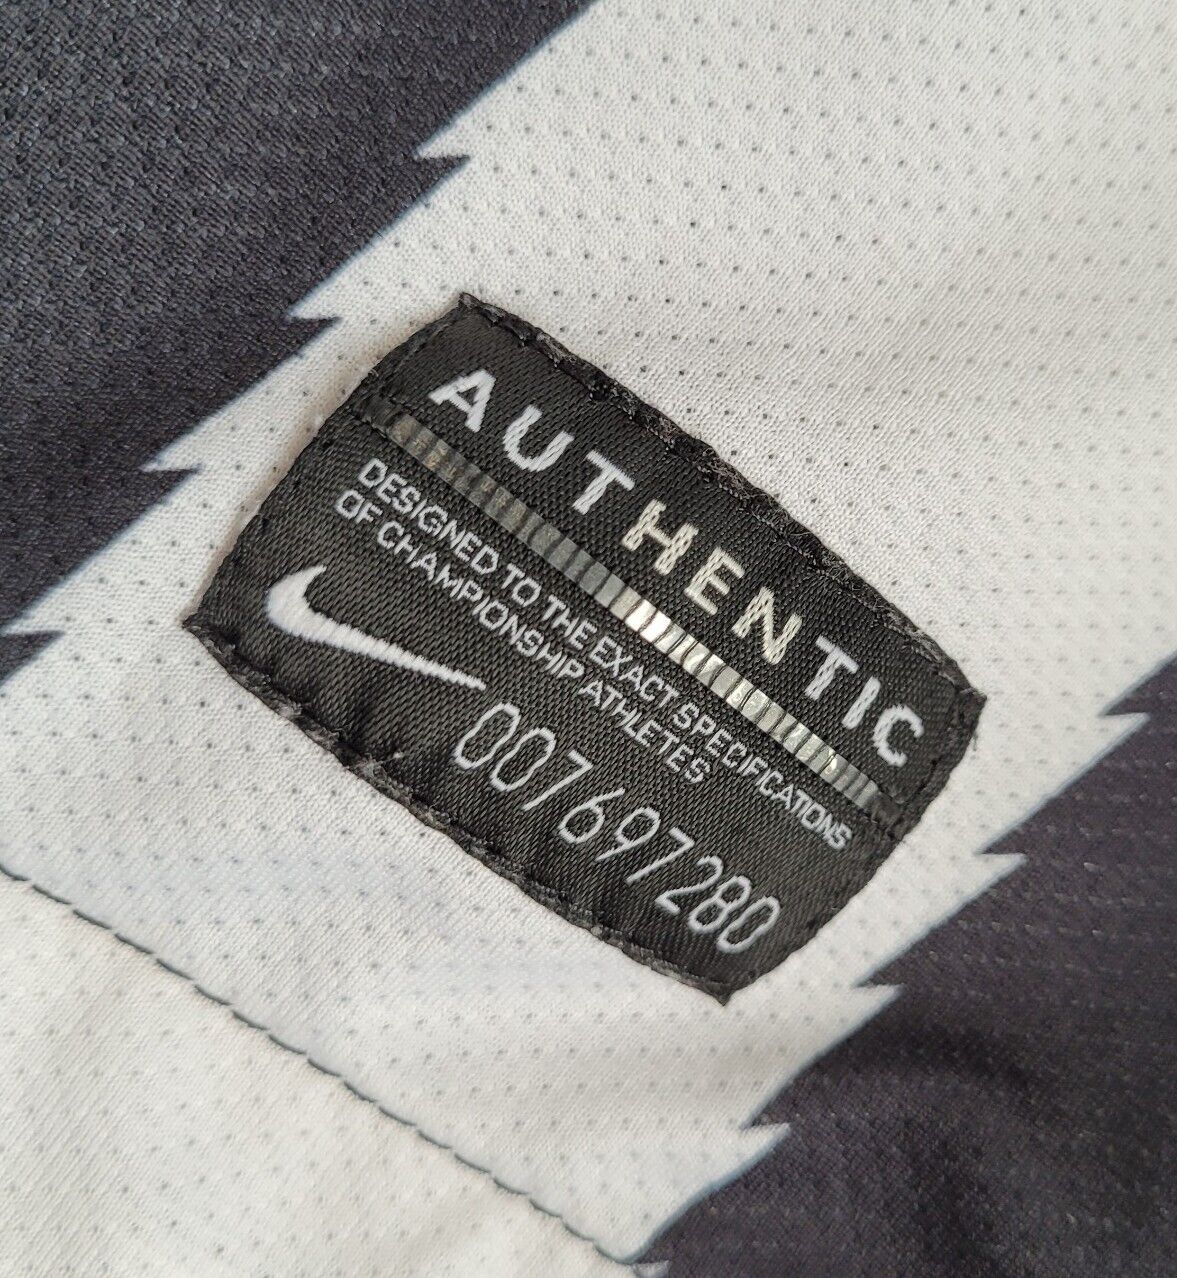 AUTHENTIC
DESIGNED TO THE EXACT SPECIFICATIONS
OF CHAMPIONSHIP ATHLETES
007697280